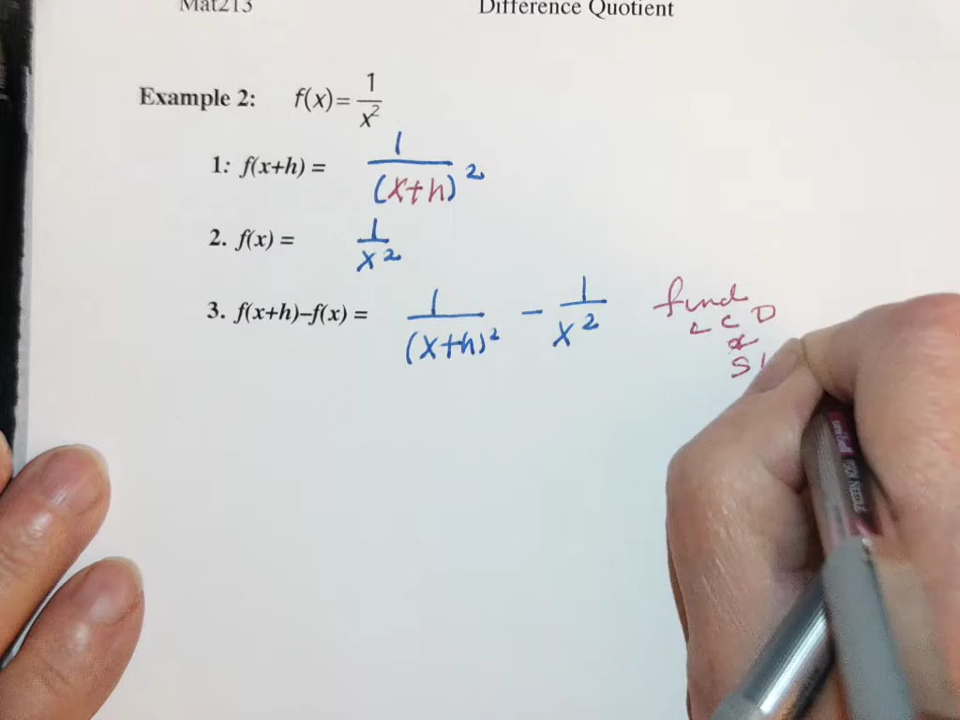 Mat213 Difference Quotient
Example 2: f(x)= 1/x²
1: f(x+h) = 1/(x+h)²
2. f(x) = 1/x²
3. f(x+h)–f(x) = 1/(x+h)² - 1/x² find
LCD